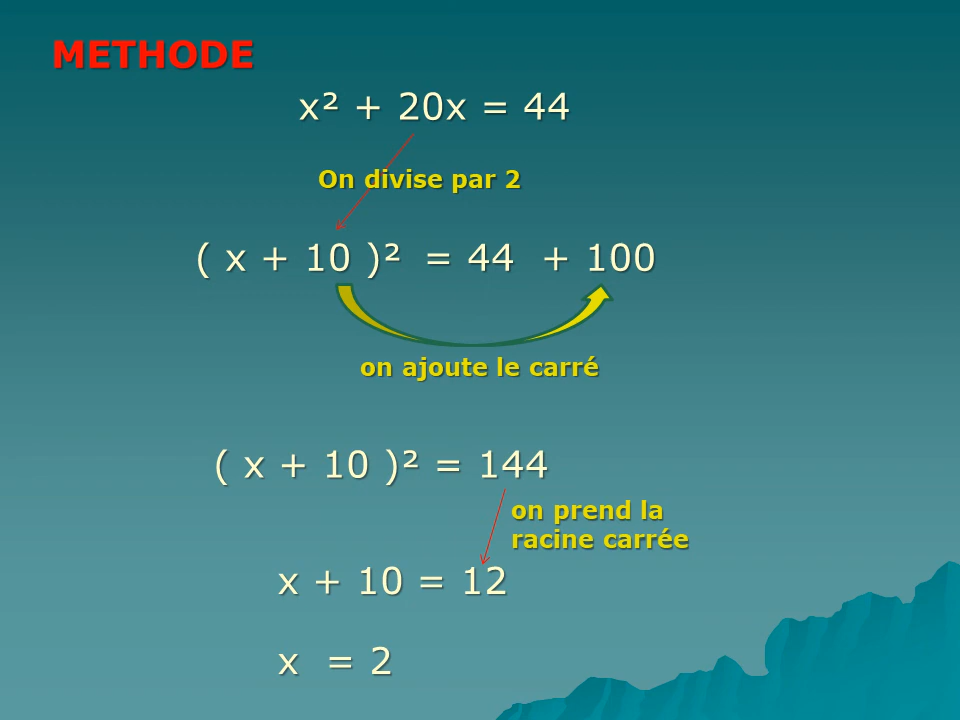 METHODE
x² + 20x = 44
On divise par 2
( x + 10 )² = 44 + 100
on ajoute le carré
( x + 10 )² = 144
on prend la
racine carrée
x + 10 = 12
x = 2